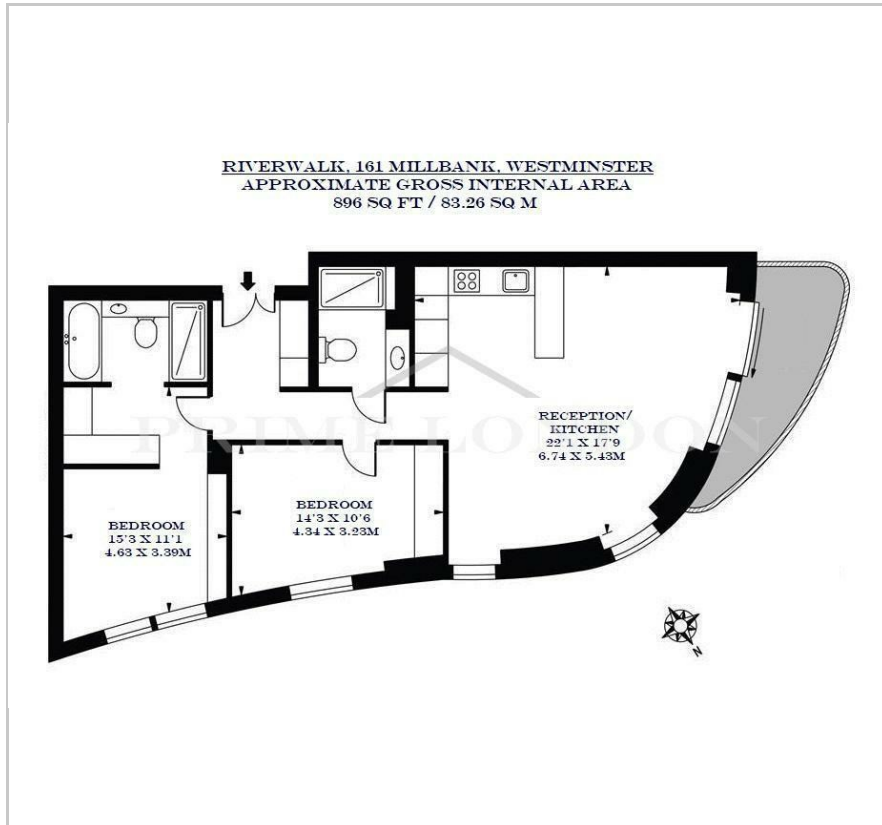 RIVERWALK, 161 MILLBANK, WESTMINSTER
APPROXIMATE GROSS INTERNAL AREA
896 SQ FT / 83.26 SQ M
PRIME LONDON
RECEPTION/
KITCHEN
22'1 X 17'9
6.74 X 5.43M
BEDROOM
14'3 X 10'6
4.34 X 3.23M
BEDROOM
15'3 X 11'1
4.63 X 3.39M
N